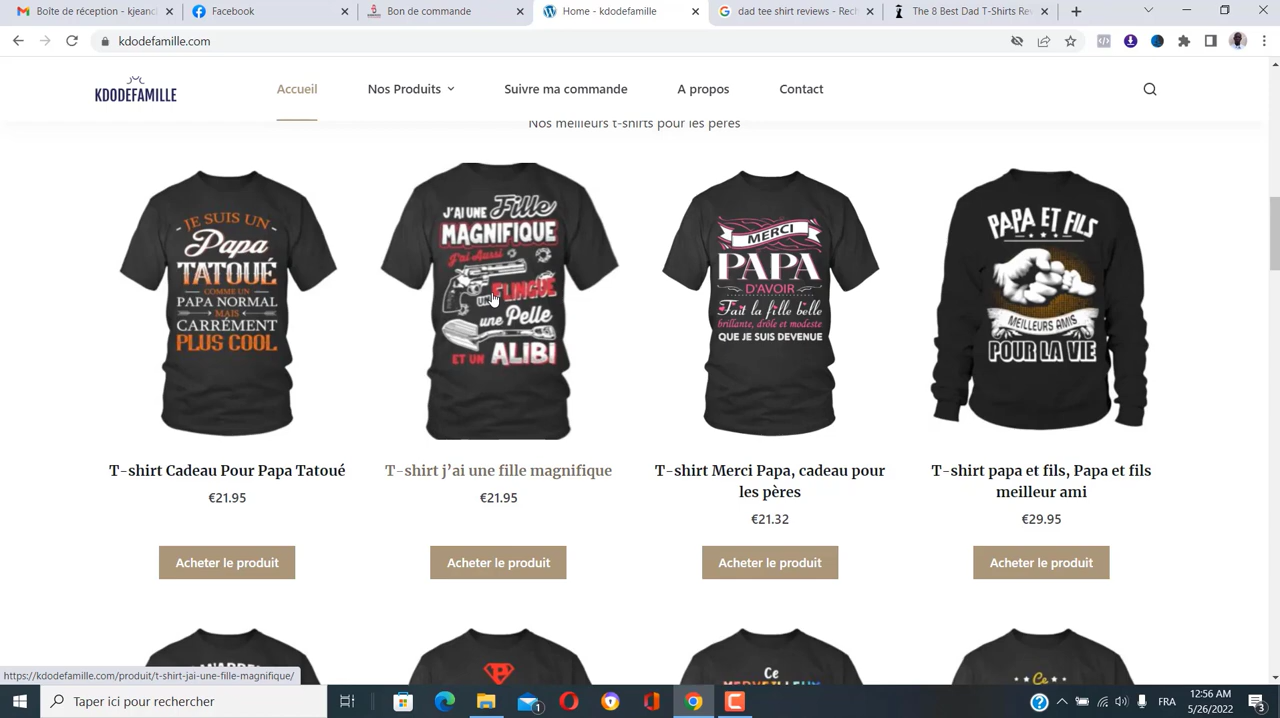 Boîte de réception - kjeanc
Facebook
Bon de commande
Home - kdodefamille
dad tee shirt reviews - Rech
The 8 Best Dad T-Shirts Rev
kdodefamille.com
KDODEFAMILLE
Accueil
Nos Produits
Suivre ma commande
A propos
Contact
Nos meilleurs t-shirts pour les pères
JE SUIS UN
Papa
TATOUÉ
COMME UN
PAPA NORMAL
MAIS
CARRÉMENT
PLUS COOL
J'AI UNE Fille
MAGNIFIQUE
J'ai Aussi
UN FLINGUE
une Pelle
ET UN ALIBI
MERCI
PAPA
D'AVOIR
Fait la fille belle
brillante, drôle et modeste
QUE JE SUIS DEVENUE
PAPA ET FILS
MEILLEURS AMIS
POUR LA VIE
T-shirt Cadeau Pour Papa Tatoué
€21.95
Acheter le produit
T-shirt j'ai une fille magnifique
€21.95
Acheter le produit
T-shirt Merci Papa, cadeau pour
les pères
€21.32
Acheter le produit
T-shirt papa et fils, Papa et fils
meilleur ami
€29.95
Acheter le produit
Ce
MERVEILLEUX
Ce
https://kdodefamille.com/produit/t-shirt-jai-une-fille-magnifique/
Taper ici pour rechercher
1
FRA
12:56 AM
5/26/2022
3